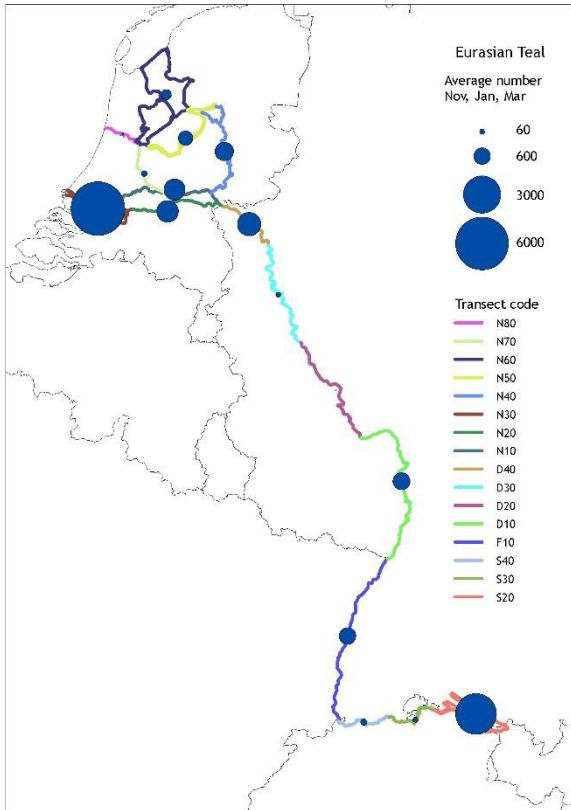 Eurasian Teal
Average number
Nov, Jan, Mar
60
600
3000
6000
Transect code
N80
N70
N60
N50
N40
N30
N20
N10
D40
D30
D20
D10
F10
S40
S30
S20